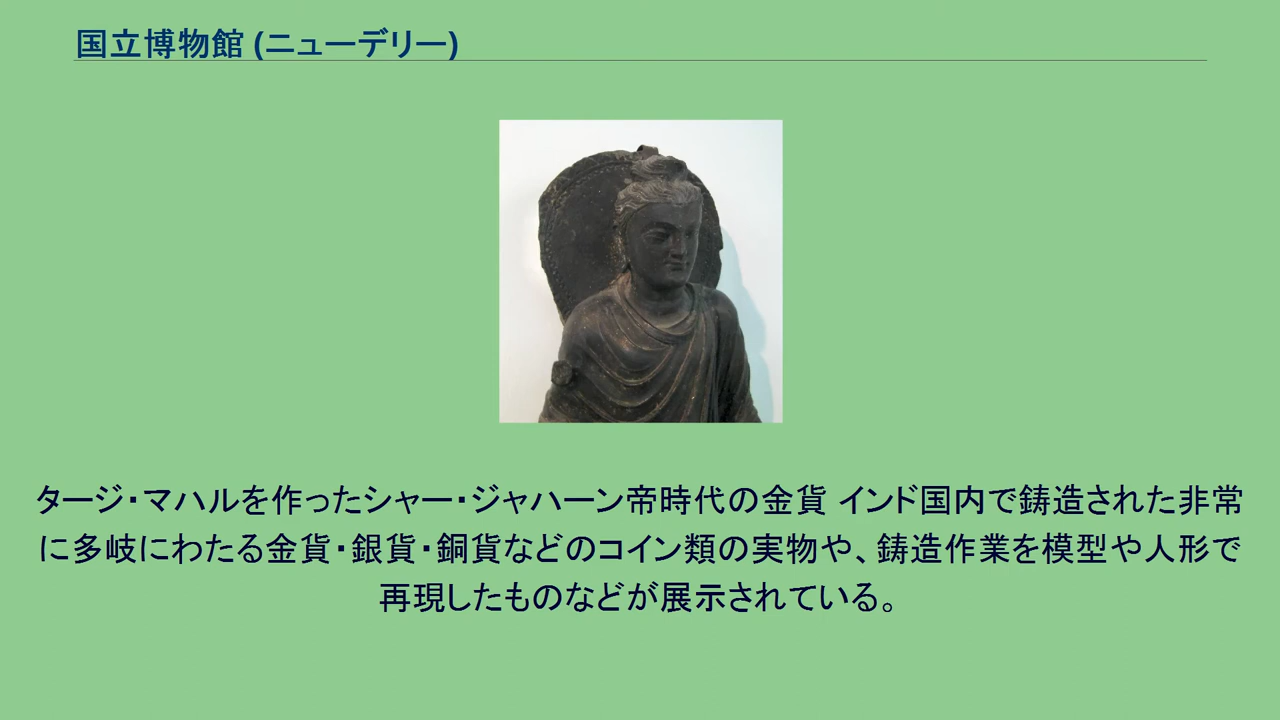 国立博物館 (ニューデリー)
タージ・マハルを作ったシャー・ジャハーン帝時代の金貨 インド国内で鋳造された非常
に多岐にわたる金貨・銀貨・銅貨などのコイン類の実物や、鋳造作業を模型や人形で
再現したものなどが展示されている。